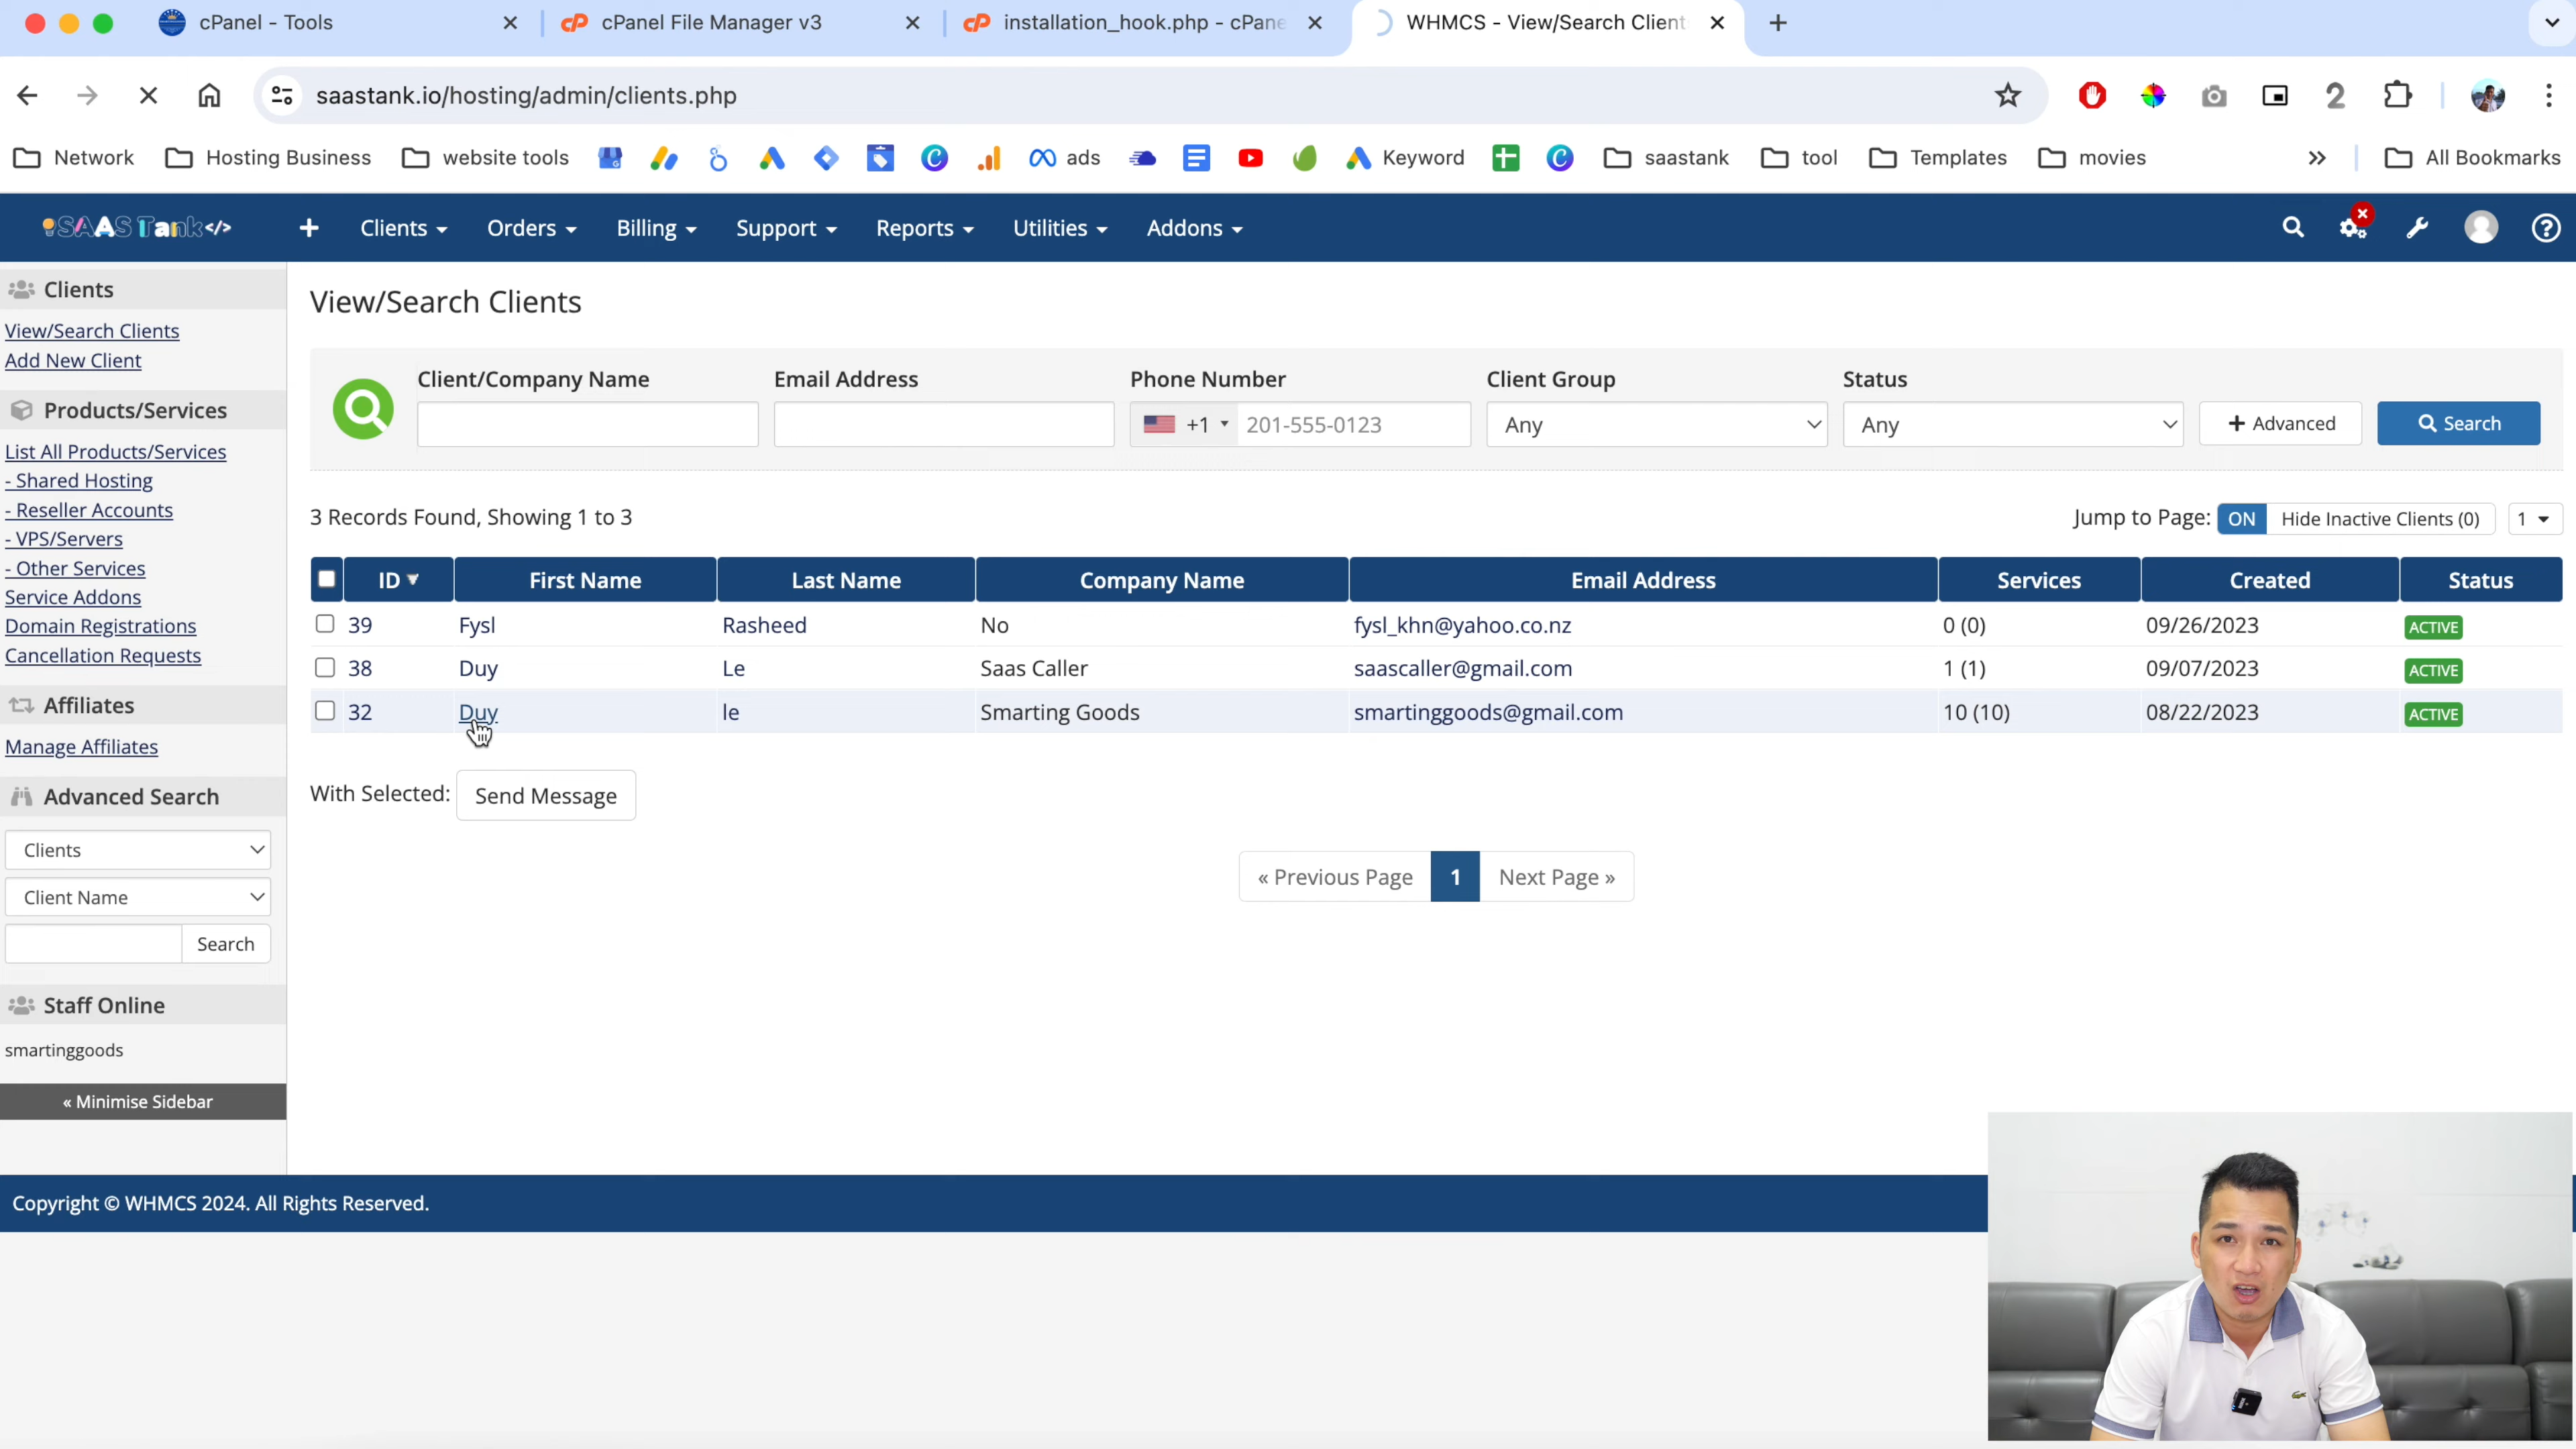 cPanel - Tools
cPanel File Manager v3
installation_hook.php - cPane
WHMCS - View/Search Client
saastank.io/hosting/admin/clients.php
Network
Hosting Business
website tools
ads
Keyword
saastank
tool
Templates
movies
All Bookmarks
SAAS Tank</>
Clients
Orders
Billing
Support
Reports
Utilities
Addons
Clients
View/Search Clients
Add New Client
Products/Services
List All Products/Services
- Shared Hosting
- Reseller Accounts
- VPS/Servers
- Other Services
Service Addons
Domain Registrations
Cancellation Requests
Affiliates
Manage Affiliates
Advanced Search
Clients
Client Name
Search
Staff Online
smartinggoods
« Minimise Sidebar
View/Search Clients
Client/Company Name Email Address Phone Number Client Group Status
+1 201-555-0123 Any Any + Advanced Search
3 Records Found, Showing 1 to 3
Jump to Page: ON Hide Inactive Clients (0) 1
ID First Name Last Name Company Name Email Address Services Created Status
39 Fysl Rasheed No fysl_khn@yahoo.co.nz 0 (0) 09/26/2023 ACTIVE
38 Duy Le Saas Caller saascaller@gmail.com 1 (1) 09/07/2023 ACTIVE
32 Duy le Smarting Goods smartinggoods@gmail.com 10 (10) 08/22/2023 ACTIVE
With Selected: Send Message
« Previous Page 1 Next Page »
Copyright © WHMCS 2024. All Rights Reserved.